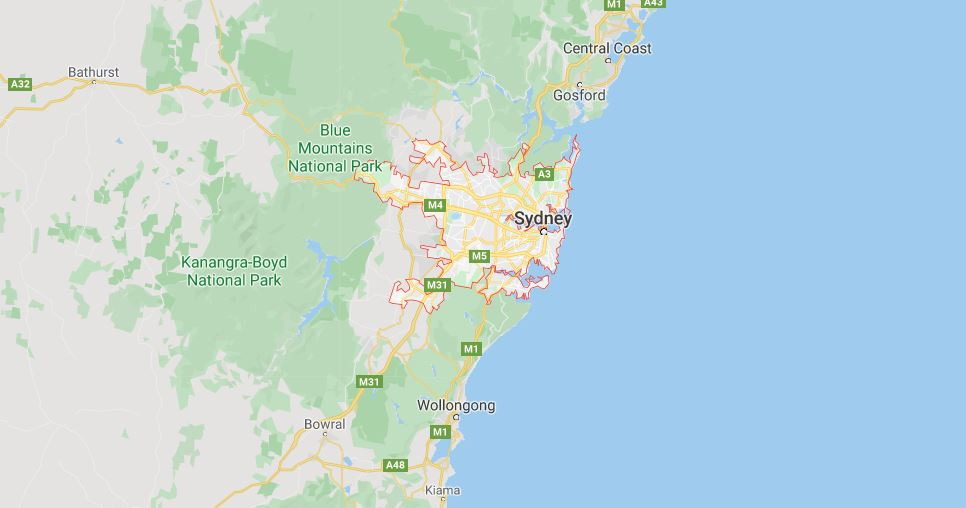 M1
A43
Central Coast
Bathurst
A32
Gosford
Blue
Mountains
National Park
A3
M4
Sydney
M5
Kanangra-Boyd
National Park
M31
M1
M31
Wollongong
Bowral
M1
A48
Kiama